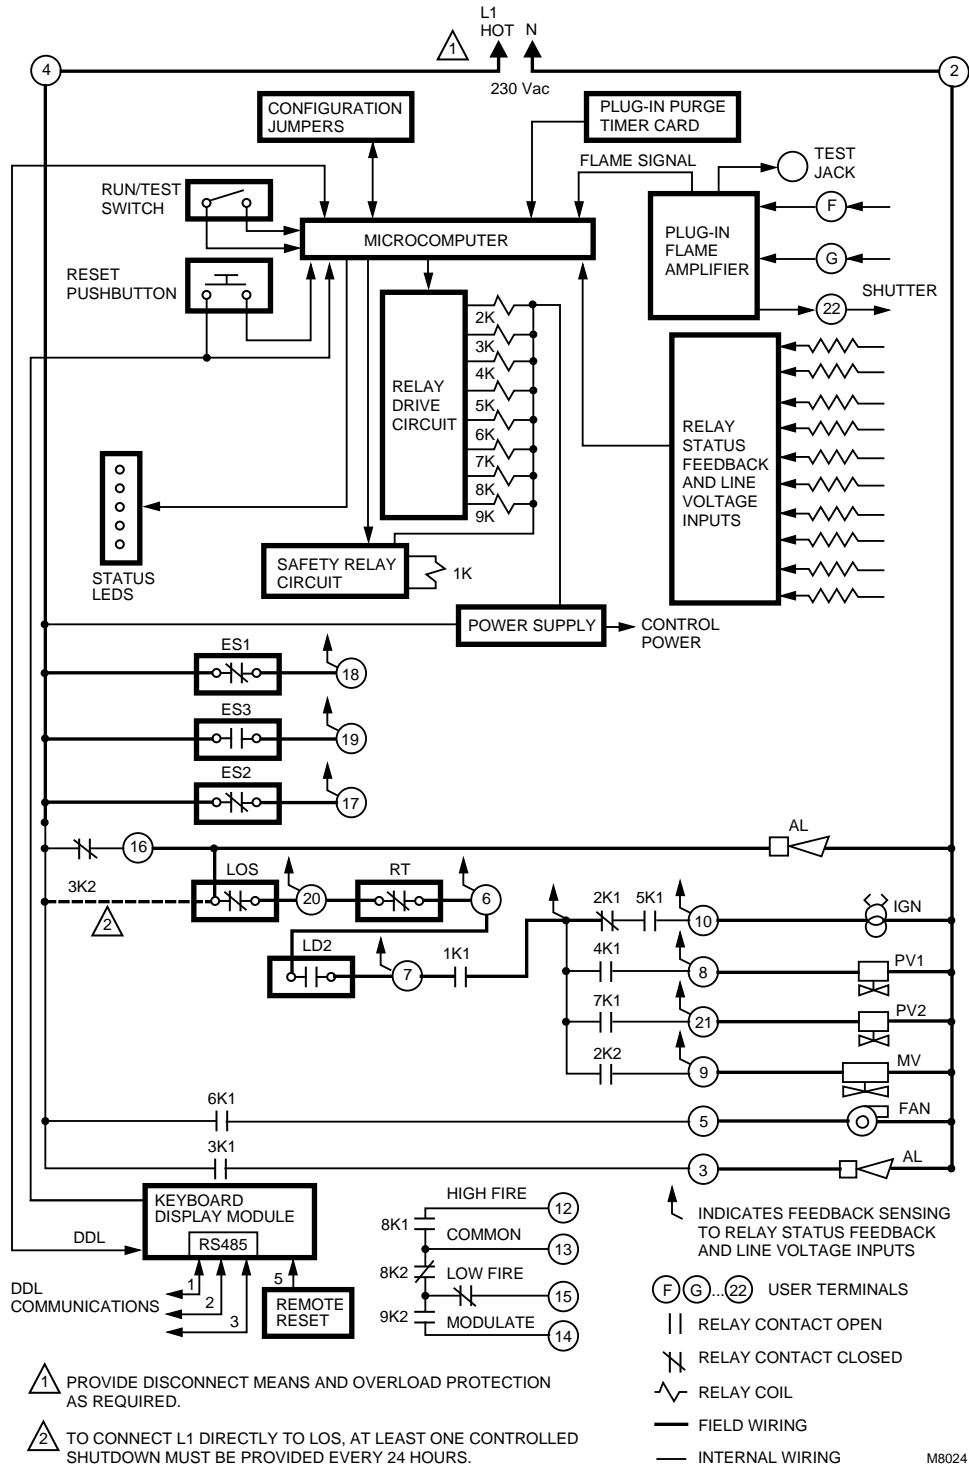 L1
HOT N
1
4
2
230 Vac
CONFIGURATION
JUMPERS
PLUG-IN PURGE
TIMER CARD
FLAME SIGNAL
TEST
JACK
RUN/TEST
SWITCH
MICROCOMPUTER
PLUG-IN
FLAME
AMPLIFIER
F
G
22
SHUTTER
RESET
PUSHBUTTON
RELAY
DRIVE
CIRCUIT
2K
3K
4K
5K
6K
7K
8K
9K
RELAY
STATUS
FEEDBACK
AND LINE
VOLTAGE
INPUTS
STATUS
LEDS
SAFETY RELAY
CIRCUIT
1K
POWER SUPPLY
CONTROL
POWER
ES1
18
ES3
19
ES2
17
16
AL
3K2
2
LOS
20
RT
6
LD2
7
1K1
2K1
5K1
10
IGN
4K1
8
PV1
7K1
21
PV2
2K2
9
MV
6K1
5
FAN
3K1
3
AL
KEYBOARD
DISPLAY MODULE
RS485
DDL
DDL
COMMUNICATIONS
1
2
3
5
REMOTE
RESET
HIGH FIRE
12
8K1
COMMON
13
8K2
LOW FIRE
15
9K2
MODULATE
14
INDICATES FEEDBACK SENSING
TO RELAY STATUS FEEDBACK
AND LINE VOLTAGE INPUTS
F G ... 22 USER TERMINALS
RELAY CONTACT OPEN
RELAY CONTACT CLOSED
RELAY COIL
FIELD WIRING
INTERNAL WIRING
1 PROVIDE DISCONNECT MEANS AND OVERLOAD PROTECTION
AS REQUIRED.
2 TO CONNECT L1 DIRECTLY TO LOS, AT LEAST ONE CONTROLLED
SHUTDOWN MUST BE PROVIDED EVERY 24 HOURS.
M8024